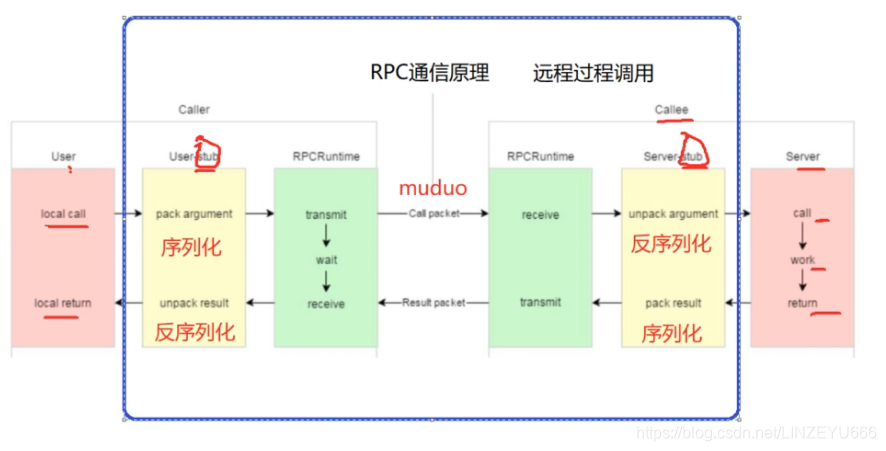 RPC通信原理 远程过程调用
Caller
Callee
User
User-stub
RPCRuntime
RPCRuntime
Server-stub
Server
muduo
local call
pack argument
transmit
Call packet
receive
unpack argument
call
序列化
反序列化
wait
work
local return
unpack result
receive
Result packet
transmit
pack result
return
反序列化
序列化
https://blog.csdn.net/LINZEYU666